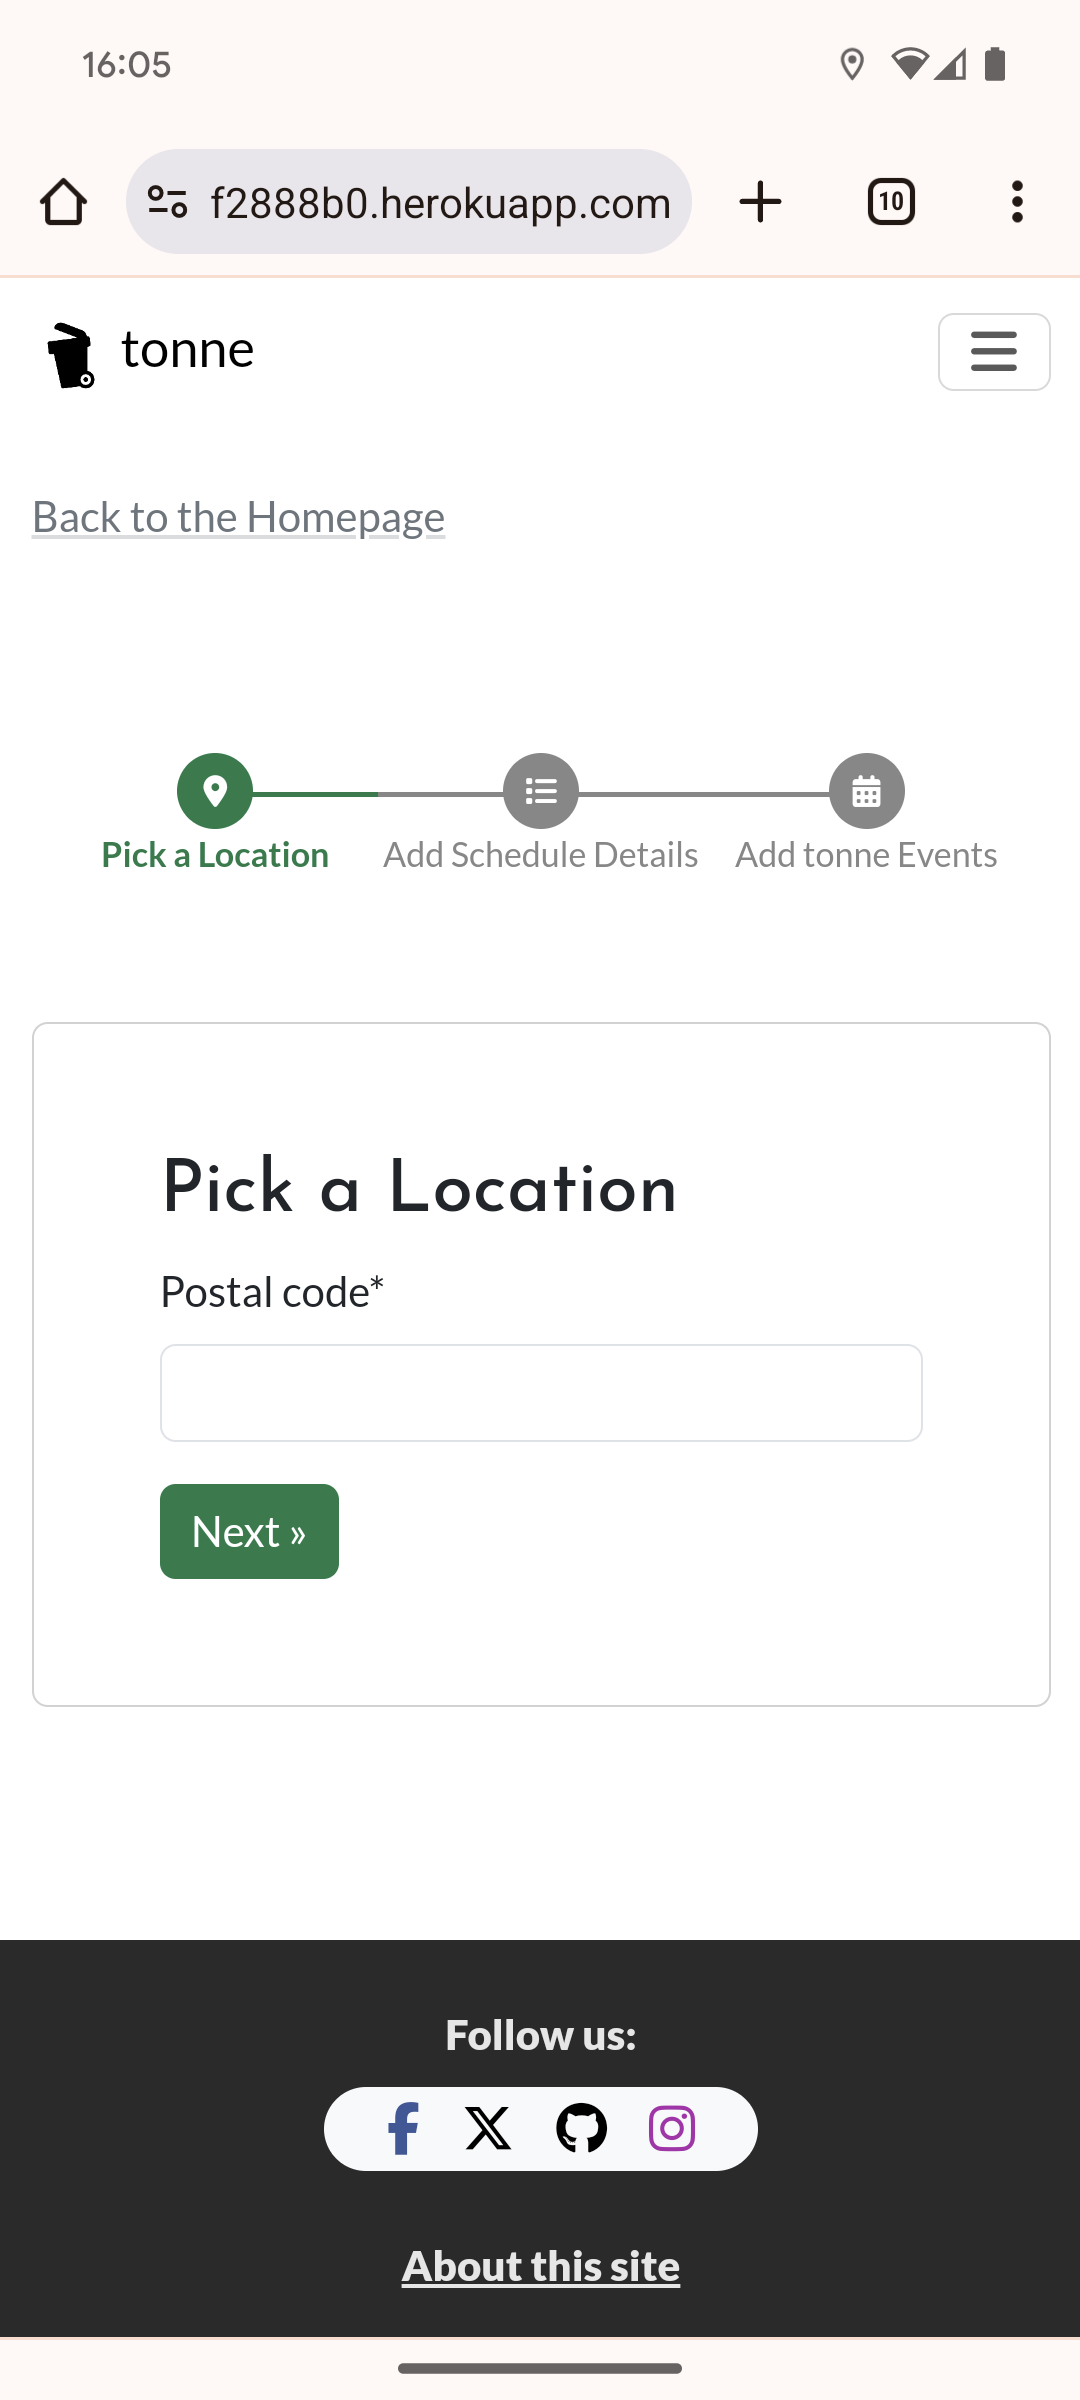 16:05
f2888b0.herokuapp.com
10
tonne
Back to the Homepage
Pick a Location
Add Schedule Details
Add tonne Events
Pick a Location
Postal code*
Next »
Follow us:
About this site